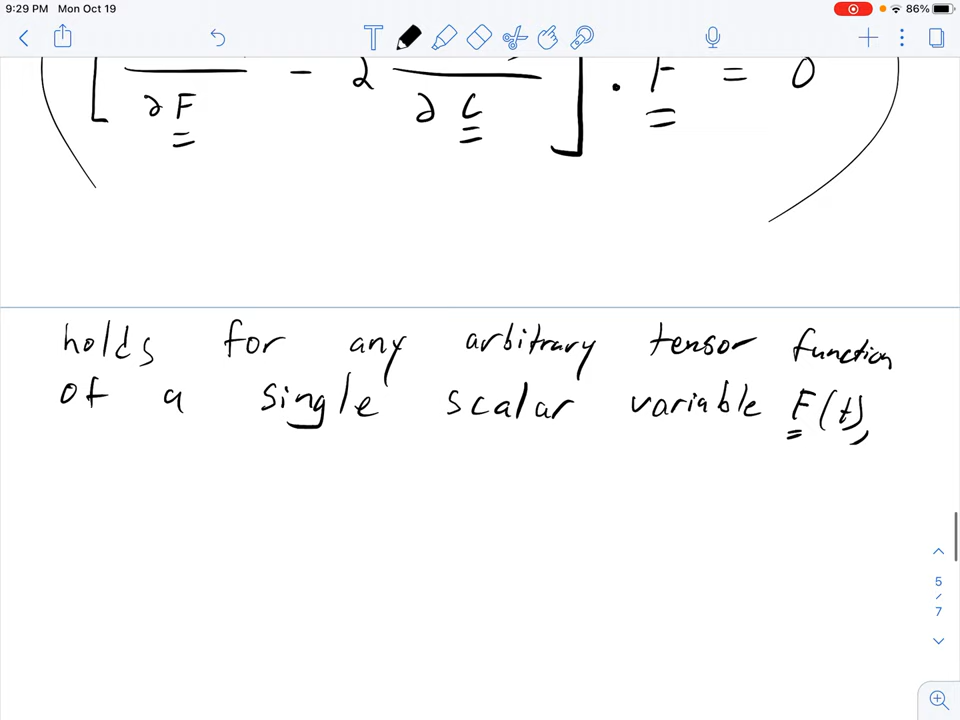 9:29 PM Mon Oct 19
86%
T
[ ∂F - 2 ∂C ] · F = 0
holds for any arbitrary tensor function
of a single scalar variable F(t),
5
/
7